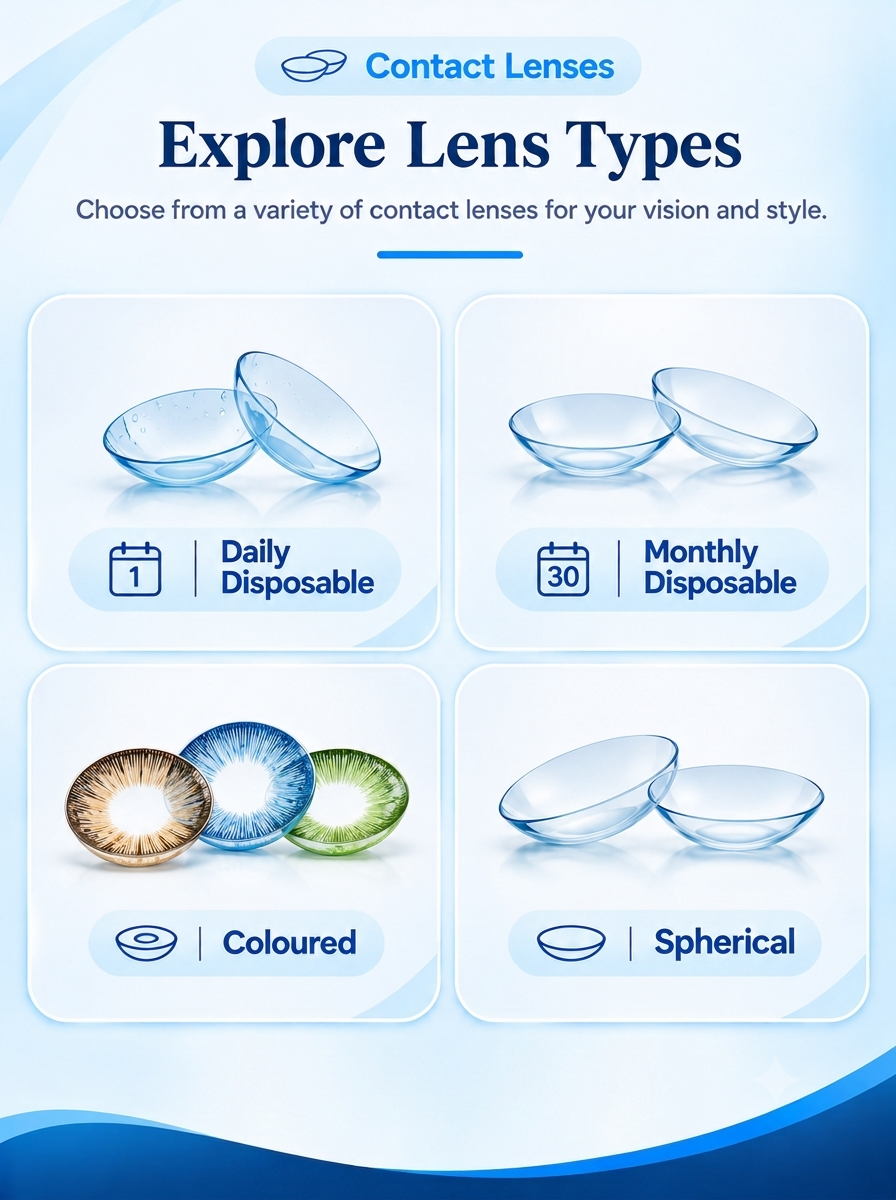 Contact Lenses
Explore Lens Types
Choose from a variety of contact lenses for your vision and style.
1
Daily
Disposable
30
Monthly
Disposable
Coloured
Spherical